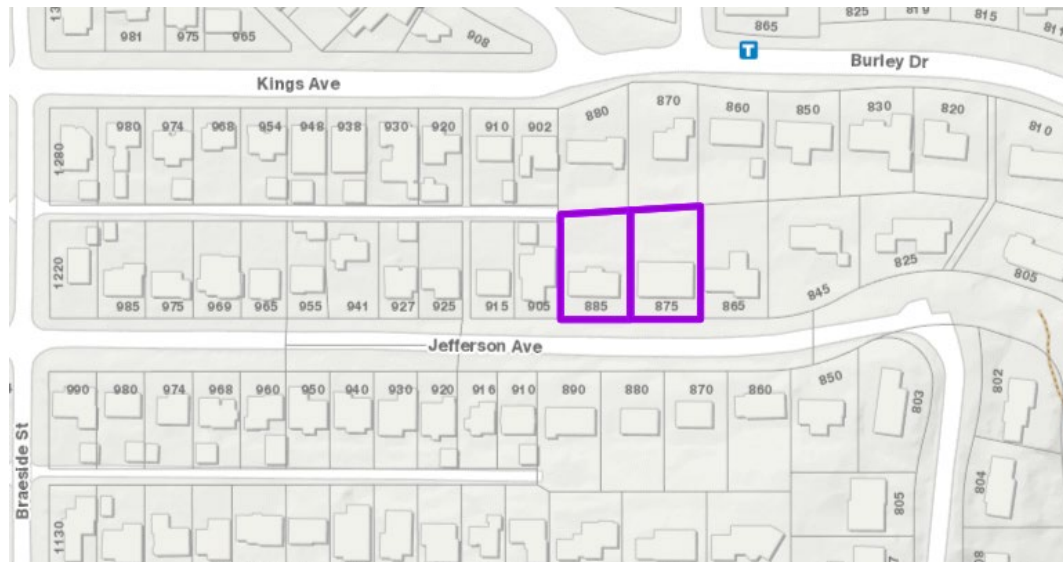 981 975 965
908
865
825 819 815 811
T
Burley Dr
Kings Ave
980 974 968 954 948 938 930 920 910 902 880 870 860 850 830 820 810
1280
1220
985 975 969 965 955 941 927 925 915 905 885 875 865 845 825 805
Jefferson Ave
990 980 974 968 960 950 940 930 920 916 910 890 880 870 860 850 803 802
Braeside St
1130
805 804